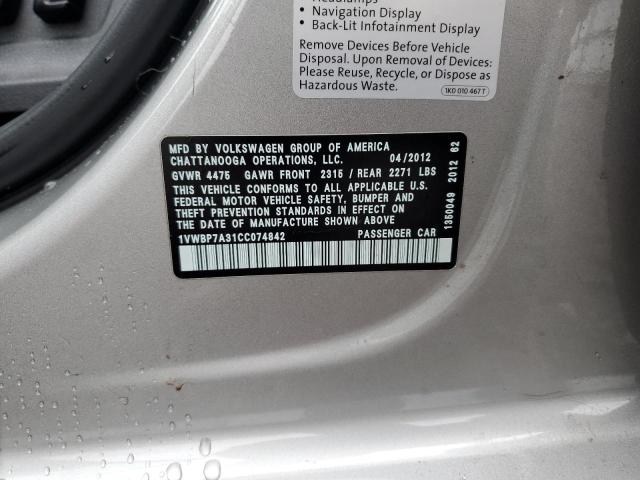 Headlamps
• Navigation Display
• Back-Lit Infotainment Display
Remove Devices Before Vehicle
Disposal. Upon Removal of Devices:
Please Reuse, Recycle, or Dispose as
Hazardous Waste.
1K0 010 467 T
MFD BY VOLKSWAGEN GROUP OF AMERICA
CHATTANOOGA OPERATIONS, LLC. 04/2012
GVWR 4475 GAWR FRONT 2315 / REAR 2271 LBS
THIS VEHICLE CONFORMS TO ALL APPLICABLE U.S.
FEDERAL MOTOR VEHICLE SAFETY, BUMPER AND
THEFT PREVENTION STANDARDS IN EFFECT ON
THE DATE OF MANUFACTURE SHOWN ABOVE
1VWBP7A31CC074842 PASSENGER CAR
1350049 2012 62